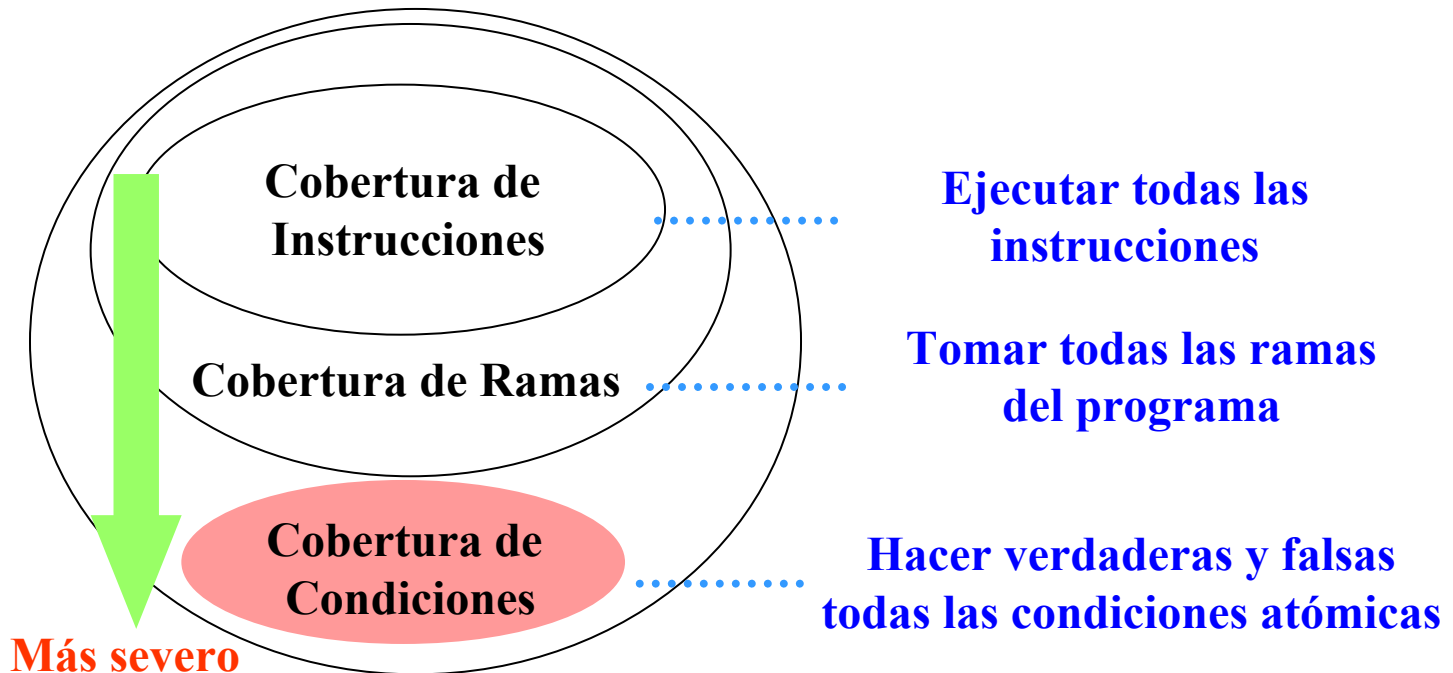 Cobertura de
Instrucciones
Ejecutar todas las
instrucciones
Cobertura de Ramas
Tomar todas las ramas
del programa
Cobertura de
Condiciones
Hacer verdaderas y falsas
todas las condiciones atómicas
Más severo